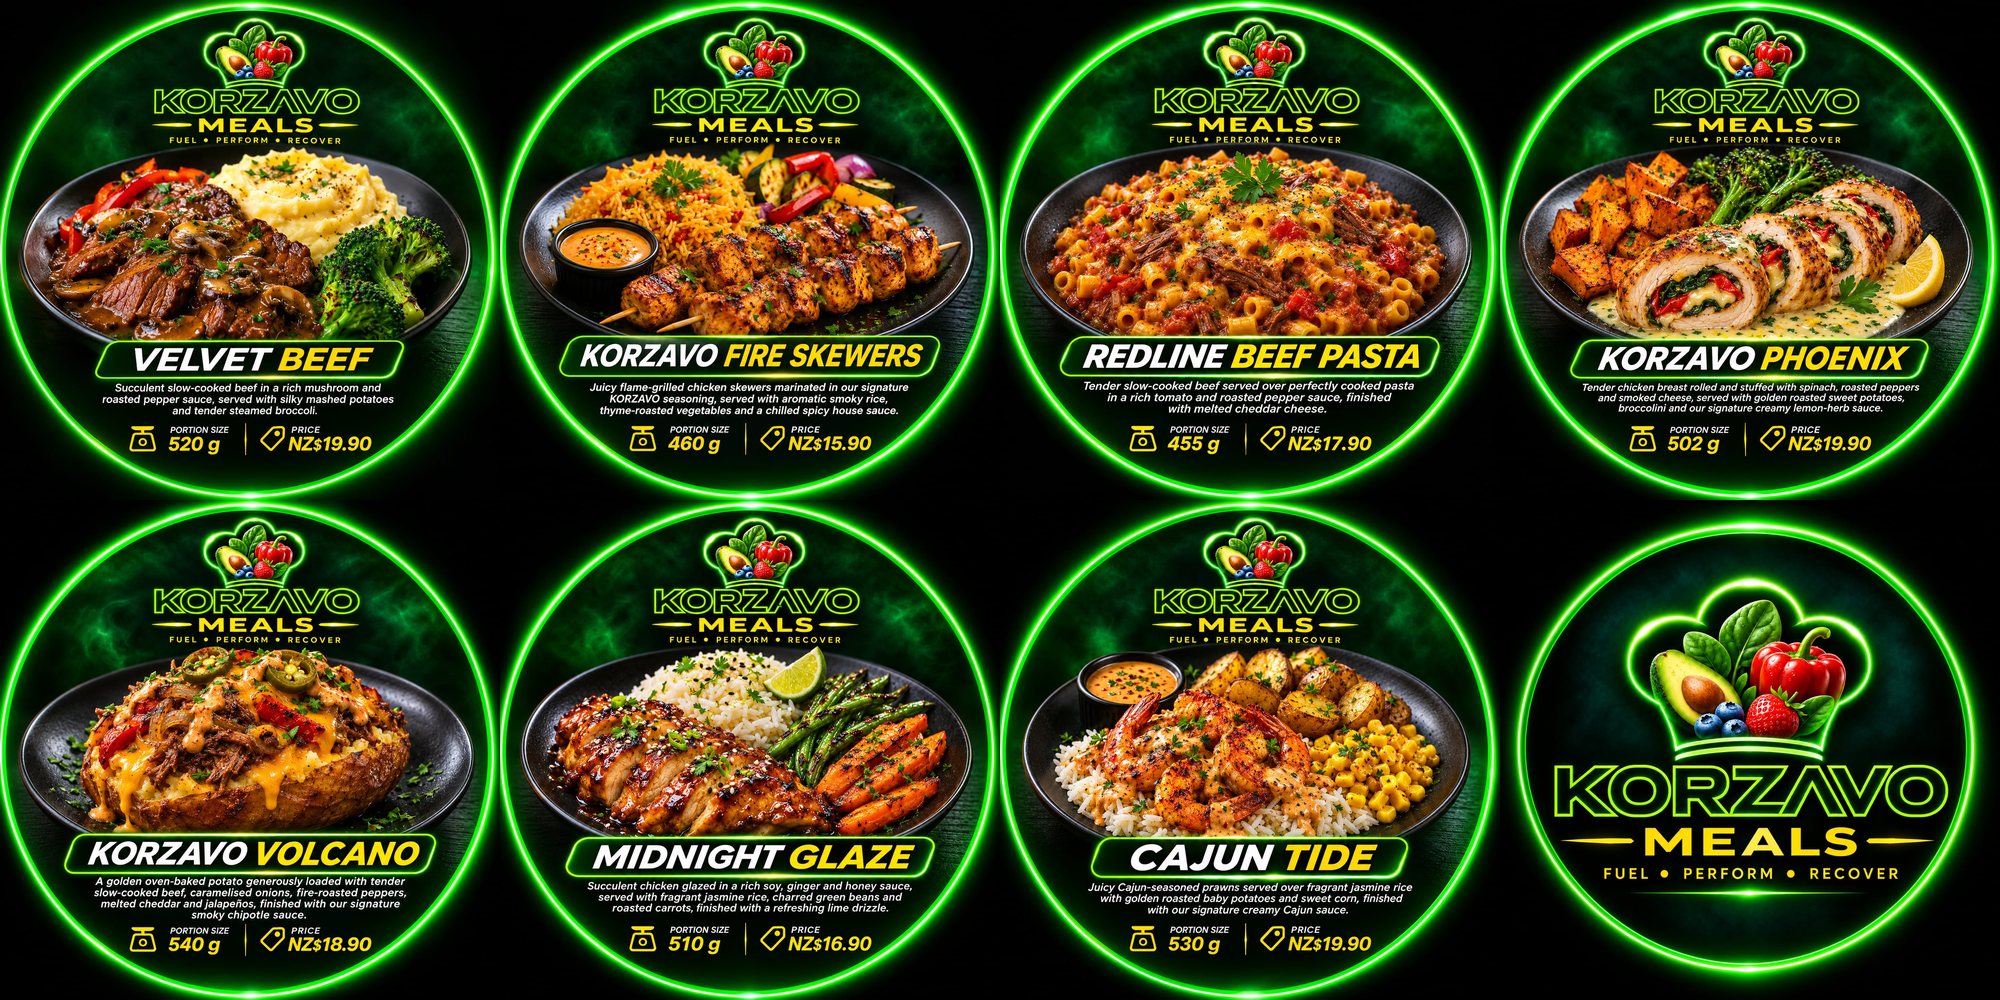 KORZAVO
MEALS
FUEL • PERFORM • RECOVER
VELVET BEEF
Succulent slow-cooked beef in a rich mushroom and
roasted pepper sauce, served with silky mashed potatoes
and tender steamed broccoli.
PORTION SIZE
520 g
PRICE
NZ$19.90
KORZAVO
MEALS
FUEL • PERFORM • RECOVER
KORZAVO FIRE SKEWERS
Juicy flame-grilled chicken skewers marinated in our signature
KORZAVO seasoning, served with aromatic smoky rice,
thyme-roasted vegetables and a chilled spicy house sauce.
PORTION SIZE
460 g
PRICE
NZ$15.90
KORZAVO
MEALS
FUEL • PERFORM • RECOVER
REDLINE BEEF PASTA
Tender slow-cooked beef served over perfectly cooked pasta
in a rich tomato and roasted pepper sauce, finished
with melted cheddar cheese.
PORTION SIZE
455 g
PRICE
NZ$17.90
KORZAVO
MEALS
FUEL • PERFORM • RECOVER
KORZAVO PHOENIX
Tender chicken breast rolled and stuffed with spinach, roasted peppers
and smoked cheese, served with golden roasted sweet potatoes,
broccolini and our signature creamy lemon-herb sauce.
PORTION SIZE
502 g
PRICE
NZ$19.90
KORZAVO
MEALS
FUEL • PERFORM • RECOVER
KORZAVO VOLCANO
A golden oven-baked potato generously loaded with tender
slow-cooked beef, caramelised onions, fire-roasted peppers,
melted cheddar and jalapeños, finished with our signature
smoky chipotle sauce.
PORTION SIZE
540 g
PRICE
NZ$18.90
KORZAVO
MEALS
FUEL • PERFORM • RECOVER
MIDNIGHT GLAZE
Succulent chicken glazed in a rich soy, ginger and honey sauce,
served with fragrant jasmine rice, charred green beans and
roasted carrots, finished with a refreshing lime drizzle.
PORTION SIZE
510 g
PRICE
NZ$16.90
KORZAVO
MEALS
FUEL • PERFORM • RECOVER
CAJUN TIDE
Juicy Cajun-seasoned prawns served over fragrant jasmine rice
with golden roasted baby potatoes and sweet corn, finished
with our signature creamy Cajun sauce.
PORTION SIZE
530 g
PRICE
NZ$19.90
KORZAVO
MEALS
FUEL • PERFORM • RECOVER